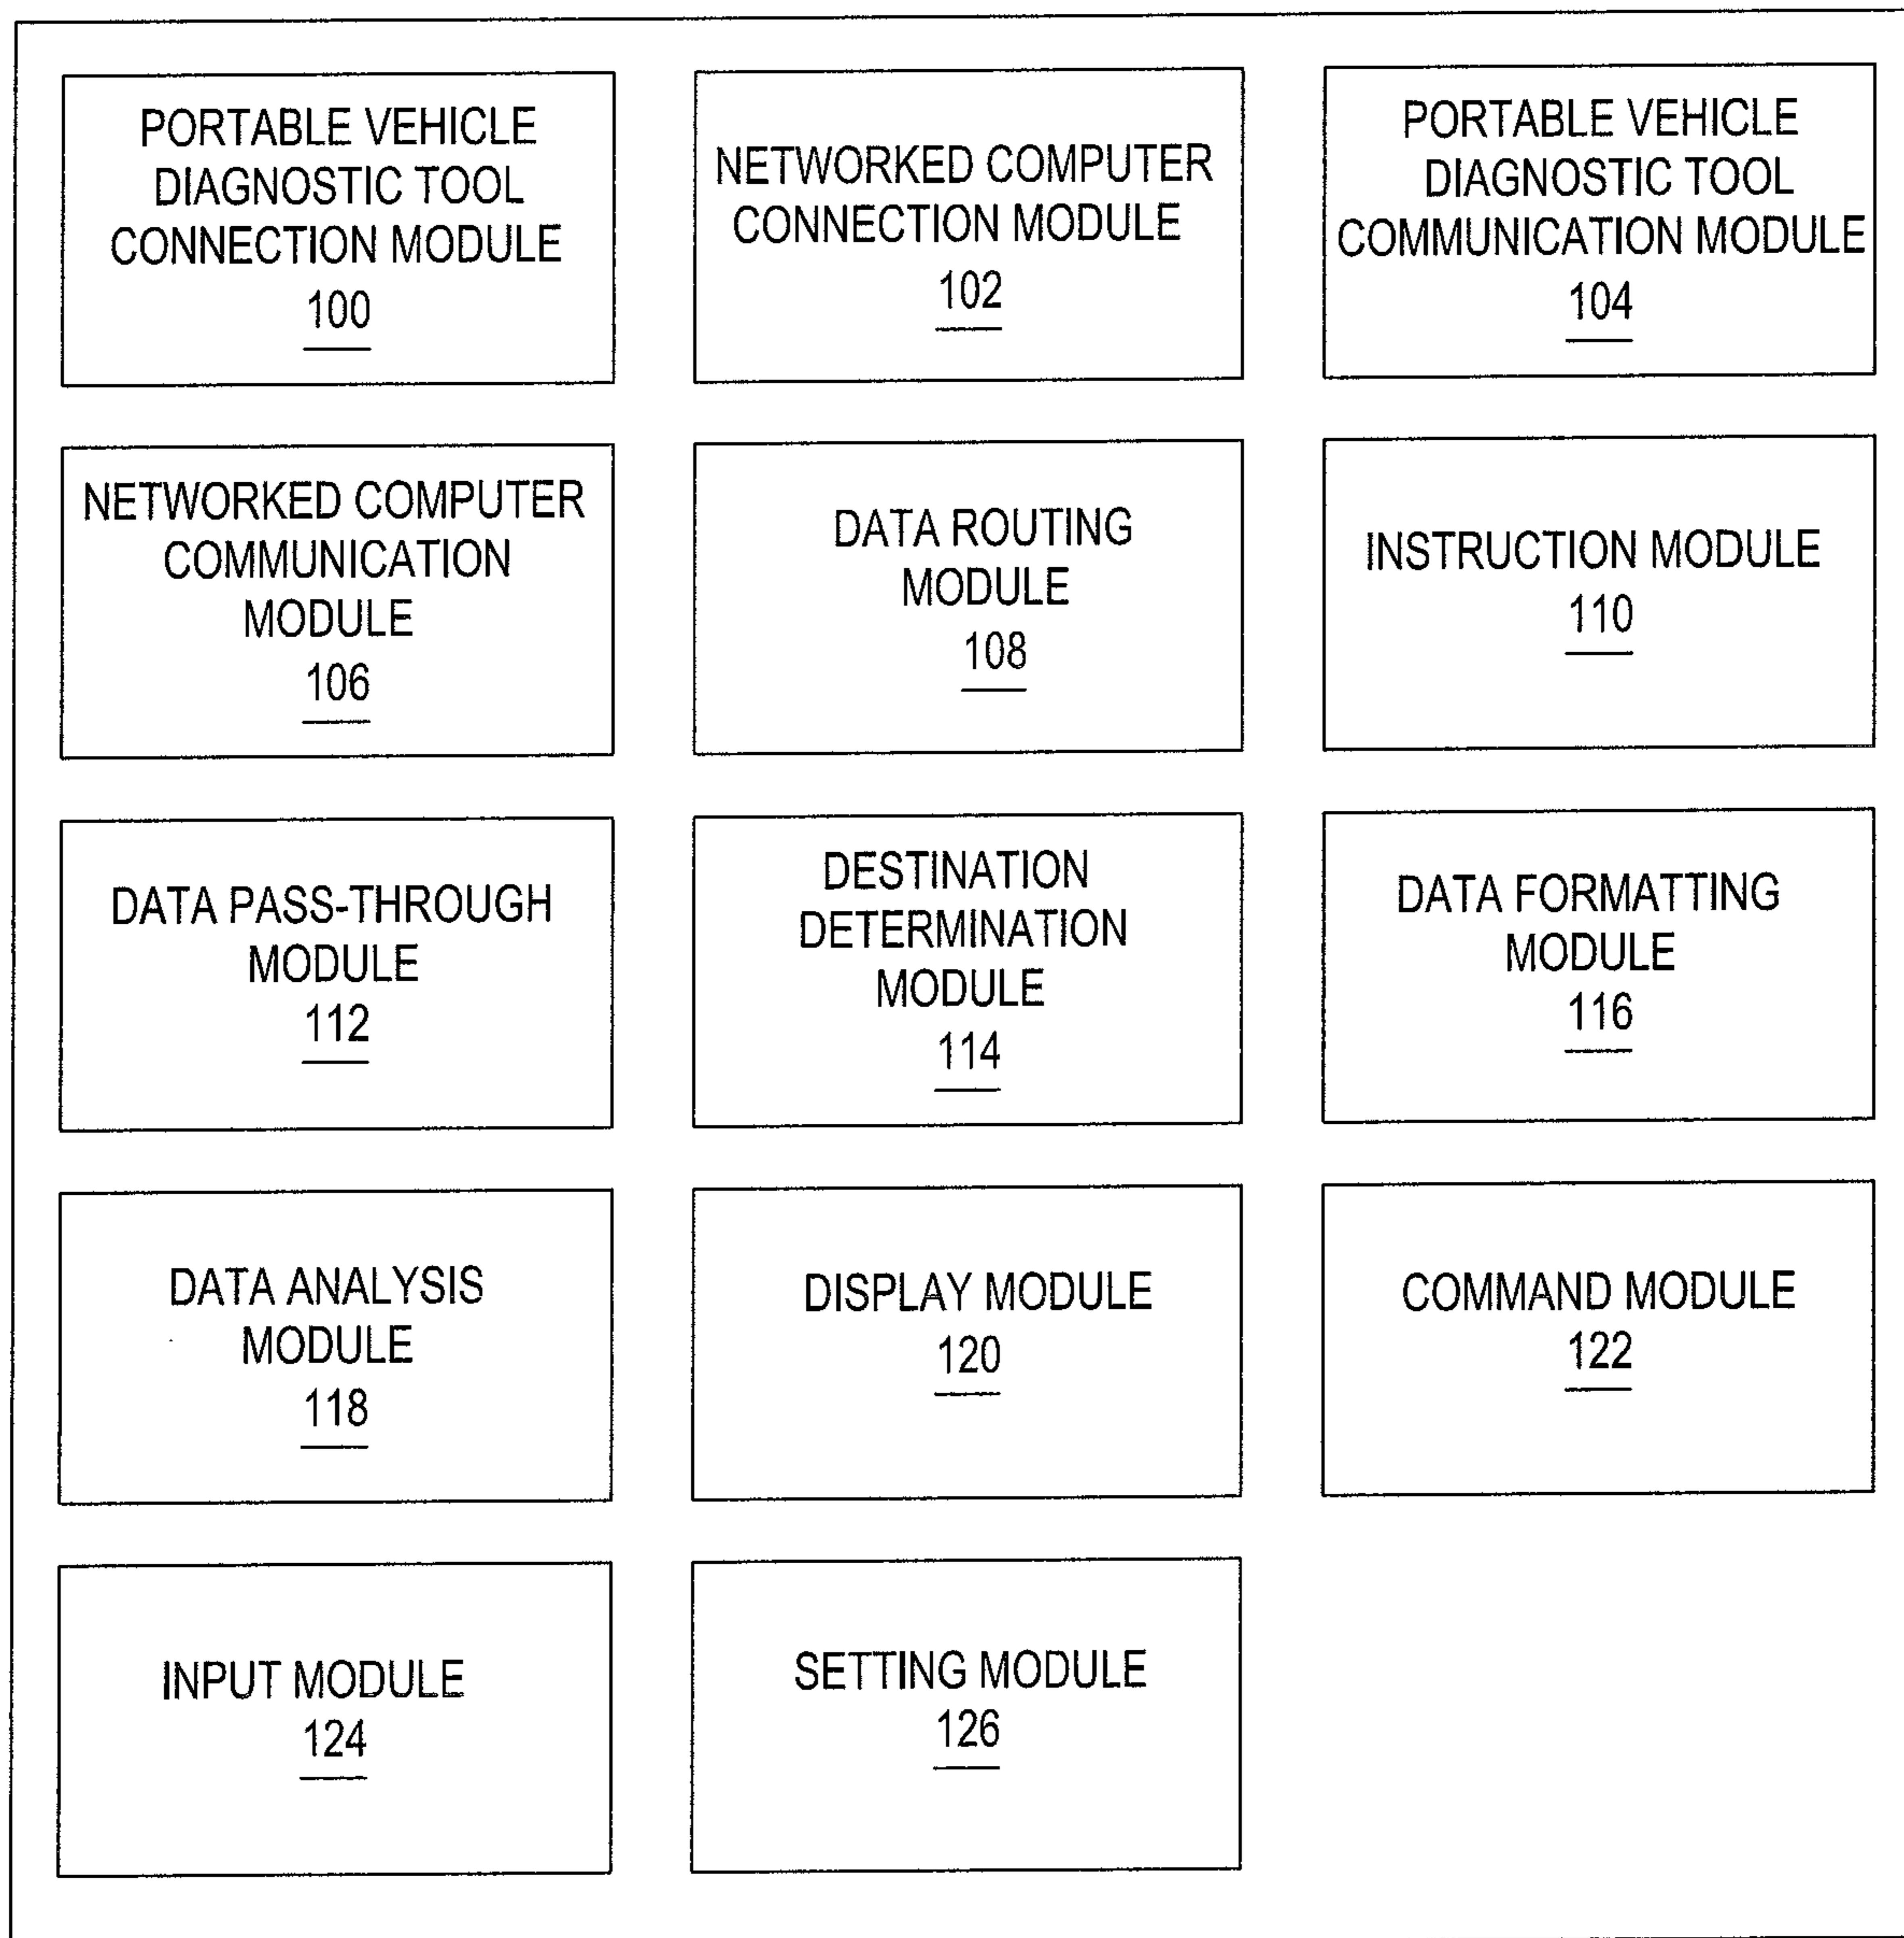 PORTABLE VEHICLE
DIAGNOSTIC TOOL
CONNECTION MODULE
100
NETWORKED COMPUTER
CONNECTION MODULE
102
PORTABLE VEHICLE
DIAGNOSTIC TOOL
COMMUNICATION MODULE
104
NETWORKED COMPUTER
COMMUNICATION
MODULE
106
DATA ROUTING
MODULE
108
INSTRUCTION MODULE
110
DATA PASS-THROUGH
MODULE
112
DESTINATION
DETERMINATION
MODULE
114
DATA FORMATTING
MODULE
116
DATA ANALYSIS
MODULE
118
DISPLAY MODULE
120
COMMAND MODULE
122
INPUT MODULE
124
SETTING MODULE
126